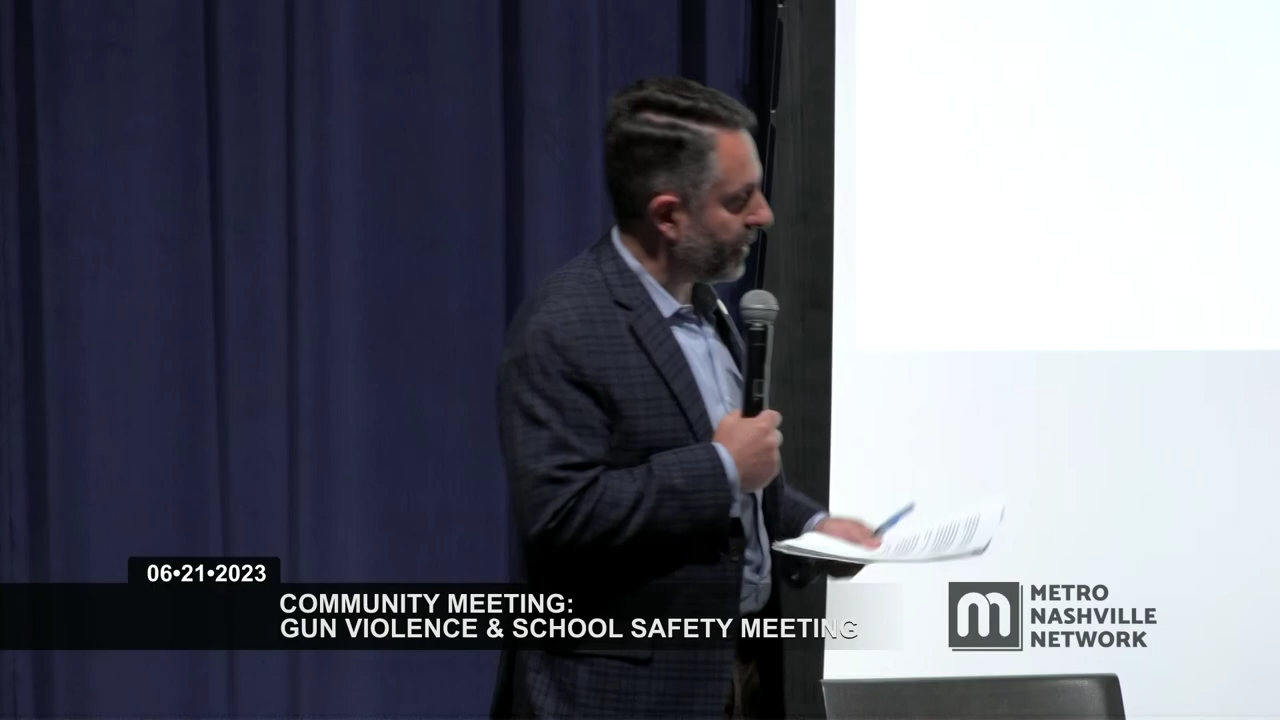 06•21•2023
COMMUNITY MEETING:
GUN VIOLENCE & SCHOOL SAFETY MEETING
m METRO
NASHVILLE
NETWORK